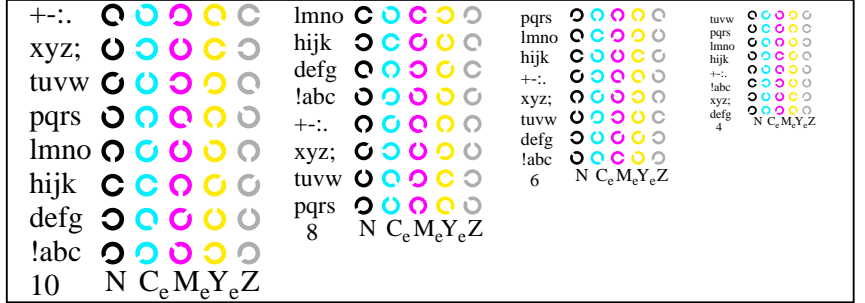 +-:.
xyz;
tuvw
pqrs
lmno
hijk
defg
!abc
10 N CeMeYeZ
lmno
hijk
defg
!abc
+-:.
xyz;
tuvw
pqrs
8 N CeMeYeZ
pqrs
lmno
hijk
+-:.
xyz;
tuvw
defg
!abc
6 N CeMeYeZ
tuvw
pqrs
lmno
hijk
+-:.
!abc
xyz;
defg
4 N CeMeYeZ